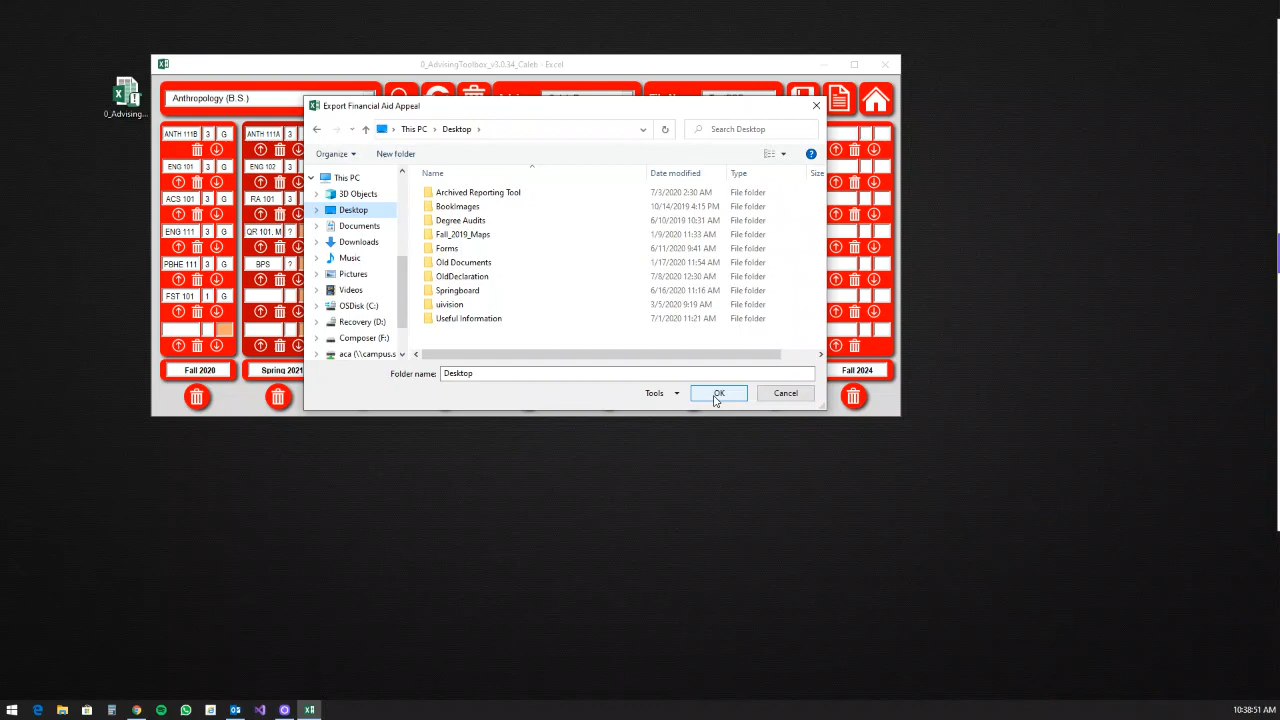 0_AdvisingToolbox_v3.0.34_Caleb - Excel
Anthropology (B.S.)
0_Advising...
Export Financial Aid Appeal
This PC > Desktop >
Search Desktop
Organize
New folder
Name Date modified Type Size
This PC
3D Objects
Desktop
Documents
Downloads
Music
Pictures
Videos
OSDisk (C:)
Recovery (D:)
Composer (F:)
aca (\\campus.s
Archived Reporting Tool 7/3/2020 2:30 AM File folder
BookImages 10/14/2019 4:15 PM File folder
Degree Audits 6/10/2019 10:31 AM File folder
Fall_2019_Maps 1/9/2020 11:33 AM File folder
Forms 6/11/2020 9:41 AM File folder
Old Documents 1/17/2020 11:54 AM File folder
OldDeclaration 7/8/2020 12:30 AM File folder
Springboard 6/16/2020 11:16 AM File folder
uivision 3/5/2020 9:19 AM File folder
Useful Information 7/1/2020 11:21 AM File folder
Folder name: Desktop
Tools
OK
Cancel
ANTH 111B 3 G
ENG 101 3 G
ACS 101 3 G
ENG 111 3 G
PBHE 111 3 G
FST 101 1 G
Fall 2020
ANTH 111A 3
ENG 102 3
RA 101 3
QR 101, M ?
BPS ?
Spring 2021
Fall 2024
10:38:51 AM